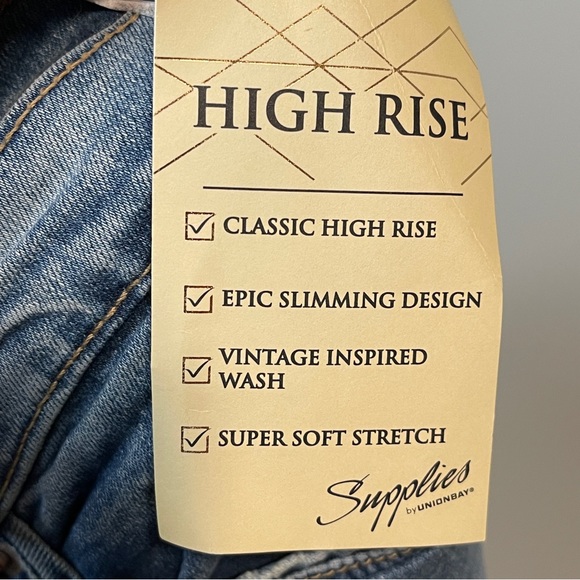 HIGH RISE
CLASSIC HIGH RISE
EPIC SLIMMING DESIGN
VINTAGE INSPIRED
WASH
SUPER SOFT STRETCH
Supplies
by UNIONBAY®